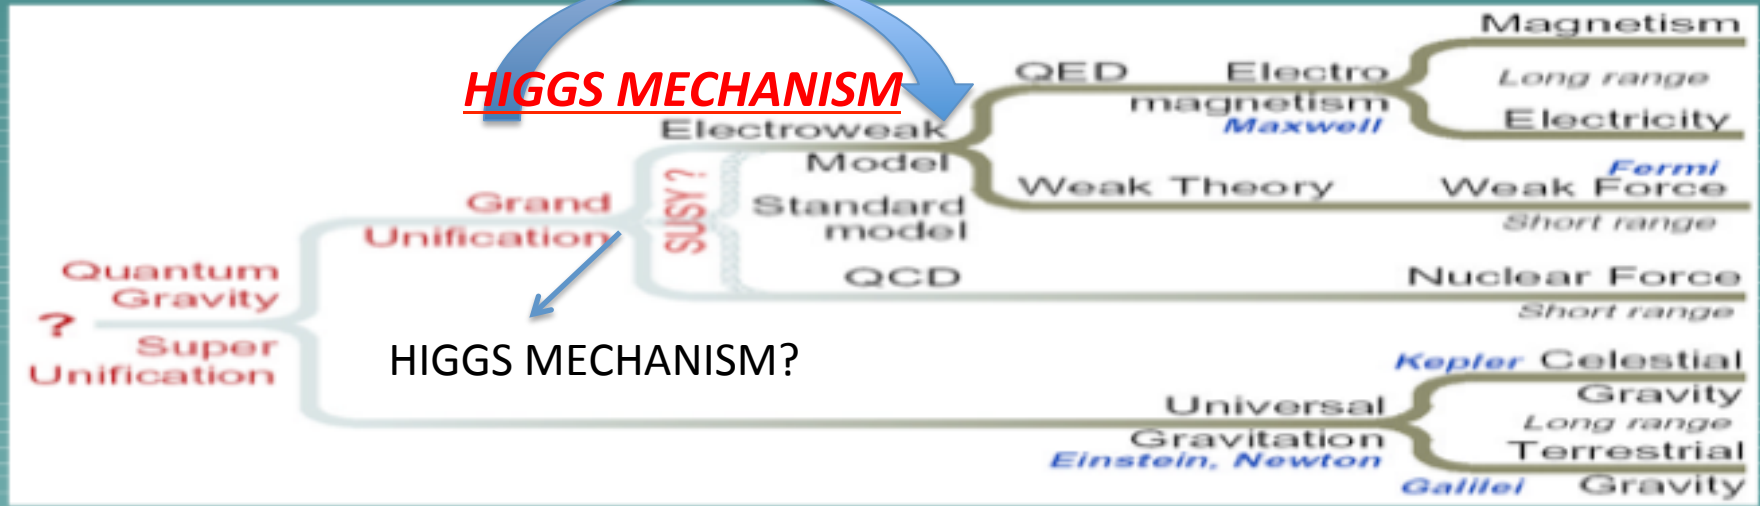 Magnetism
HIGGS MECHANISM
QED
Electro
magnetism
Maxwell
Long range
Electricity
Electroweak
Model
Fermi
Weak Theory
Weak Force
Short range
SUSY ?
Standard
model
Grand
Unification
QCD
Nuclear Force
Short range
Quantum
Gravity
?
Super
Unification
HIGGS MECHANISM?
Kepler Celestial
Gravity
Long range
Universal
Gravitation
Einstein, Newton
Terrestrial
Galilei Gravity